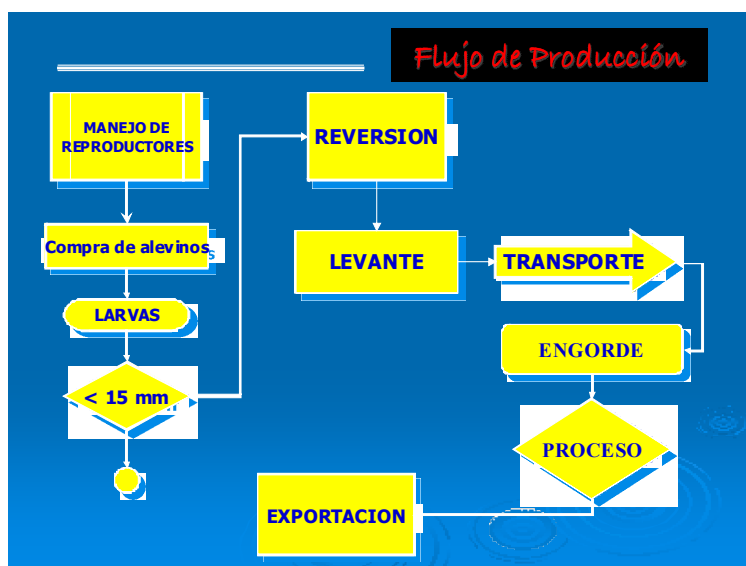 Flujo de Producción
MANEJO DE
REPRODUCTORES
Compra de alevinos
LARVAS
< 15 mm
REVERSION
LEVANTE
TRANSPORTE
ENGORDE
PROCESO
EXPORTACION